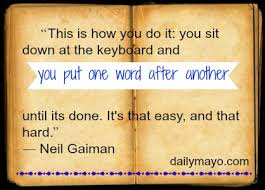 “This is how you do it: you sit
down at the keyboard and
you put one word after another
until its done. It's that easy, and
that hard.”
— Neil Gaiman
dailymayo.com